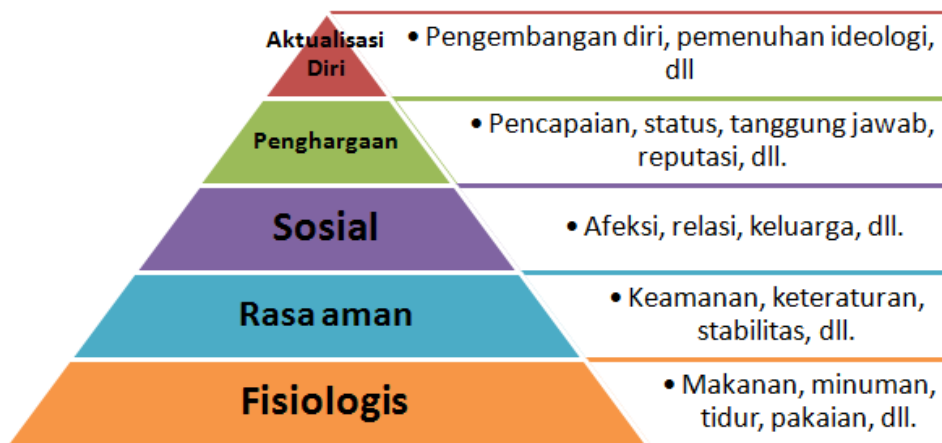 Aktualisasi
Diri
• Pengembangan diri, pemenuhan ideologi,
dll
Penghargaan
• Pencapaian, status, tanggung jawab,
reputasi, dll.
Sosial
• Afeksi, relasi, keluarga, dll.
Rasa aman
• Keamanan, keteraturan,
stabilitas, dll.
Fisiologis
• Makanan, minuman,
tidur, pakaian, dll.